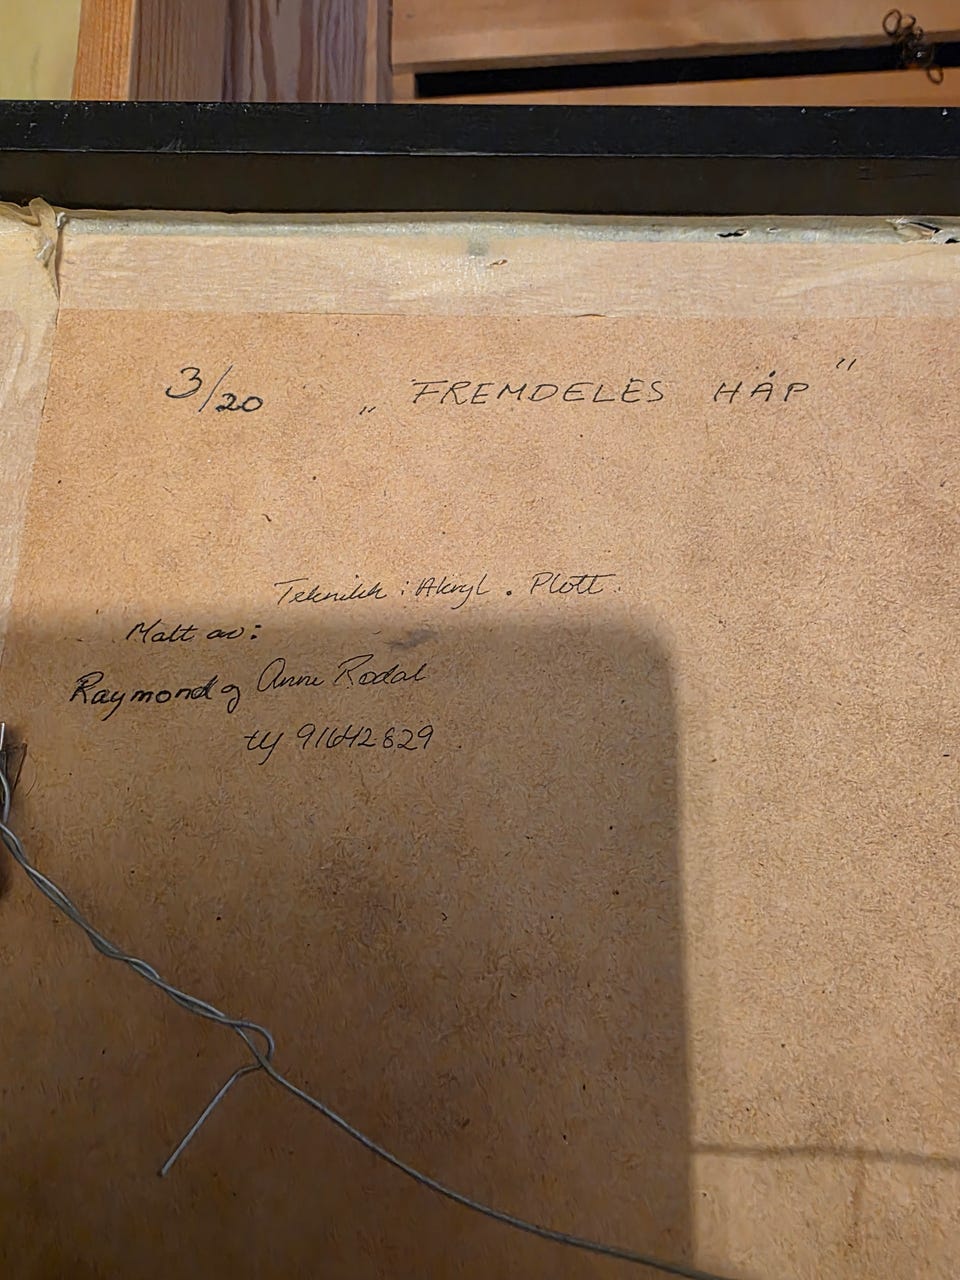 3/20 „ FREMDELES HÅP "
Teknikk : Akryl . Plott.
Malt av:
Raymond og Anne Rodal
tlf 91642829